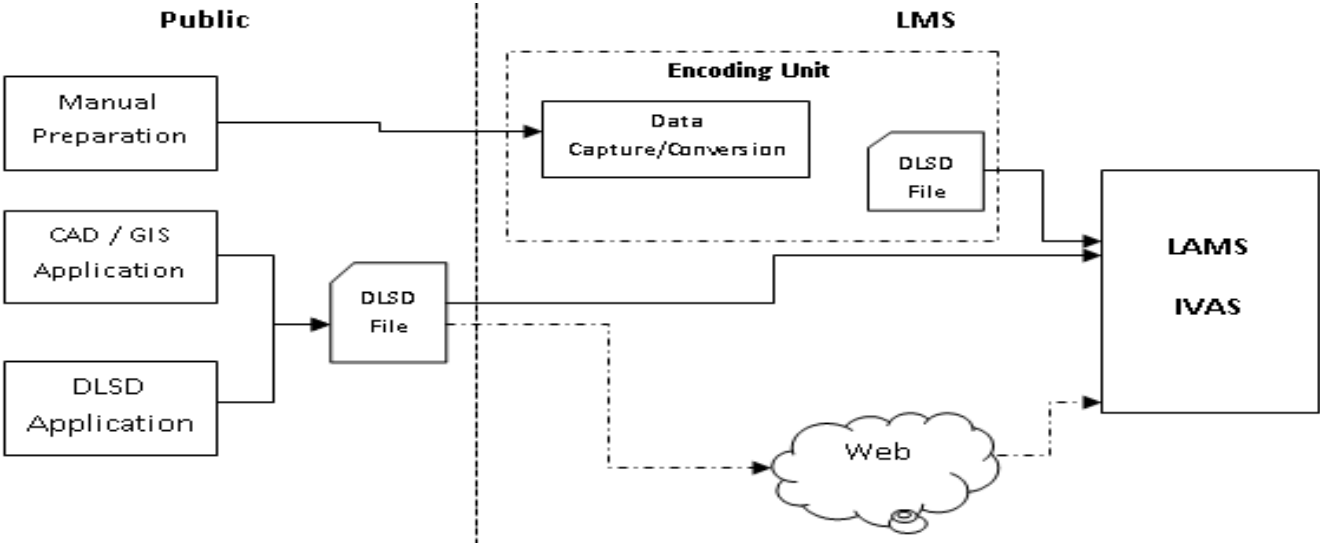 Public
LMS
Encoding Unit
Manual
Preparation
Data
Capture/Conversion
DLSD
File
CAD / GIS
Application
DLSD
File
LAMS
IVAS
DLSD
Application
Web